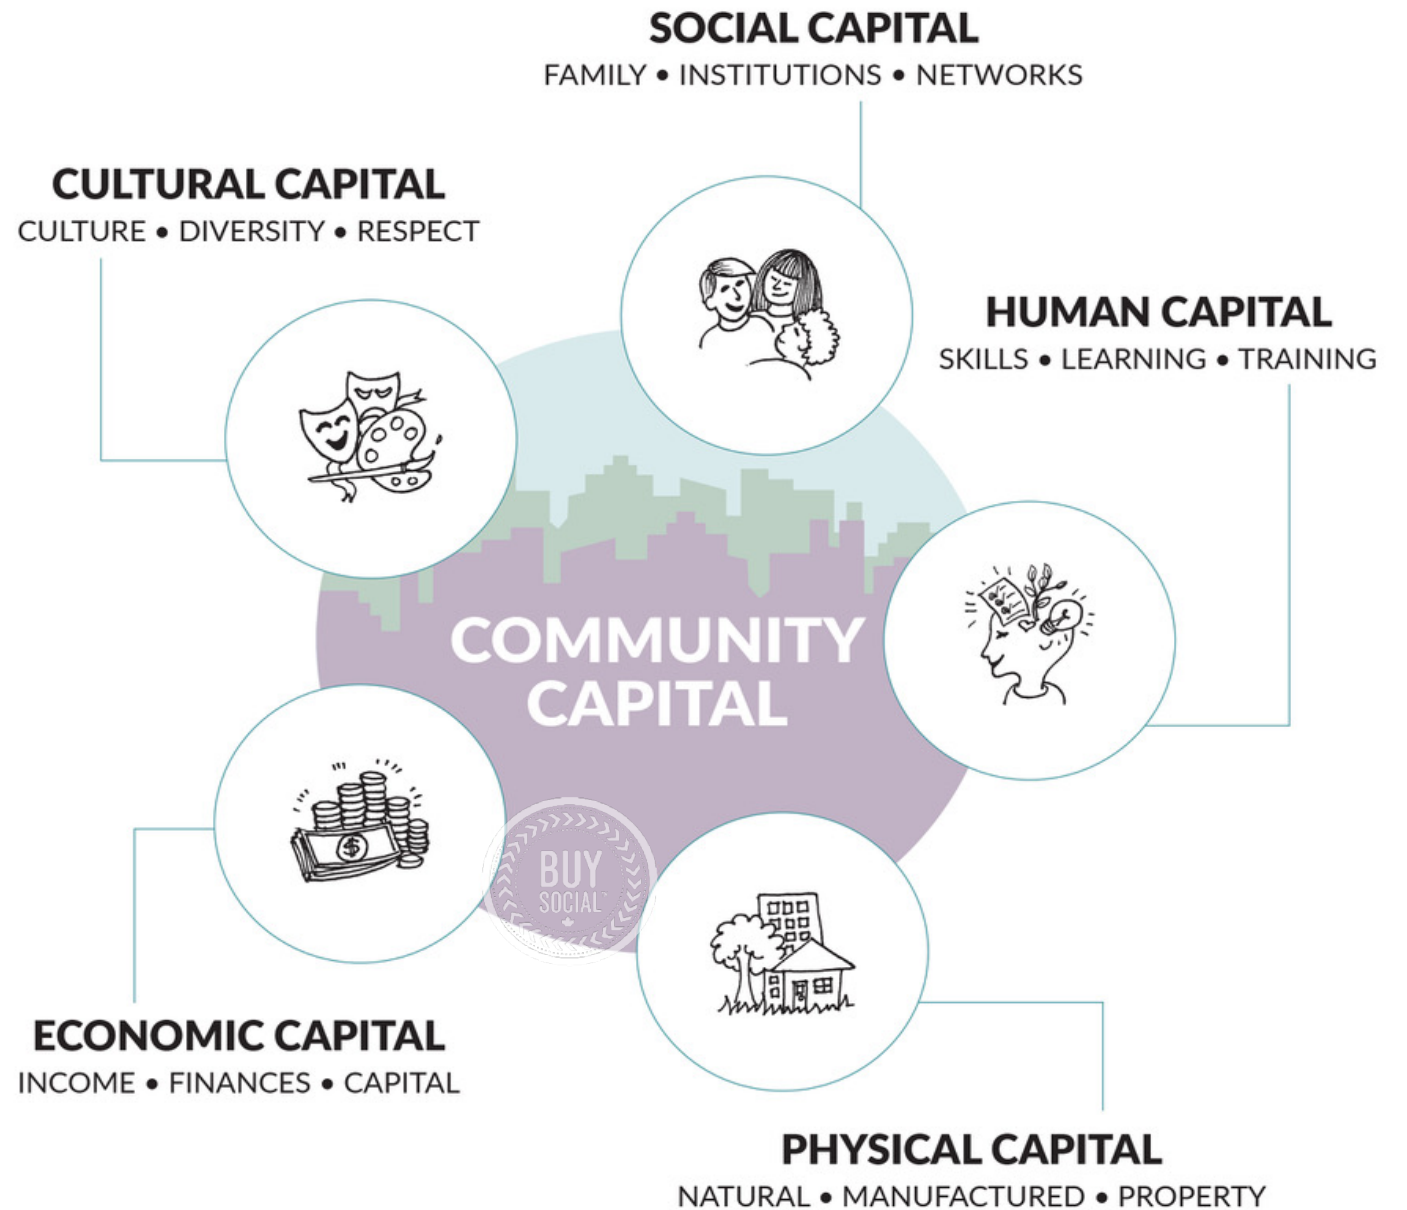 SOCIAL CAPITAL
FAMILY • INSTITUTIONS • NETWORKS
CULTURAL CAPITAL
CULTURE • DIVERSITY • RESPECT
HUMAN CAPITAL
SKILLS • LEARNING • TRAINING
COMMUNITY
CAPITAL
$
BUY
SOCIAL
ECONOMIC CAPITAL
INCOME • FINANCES • CAPITAL
PHYSICAL CAPITAL
NATURAL • MANUFACTURED • PROPERTY